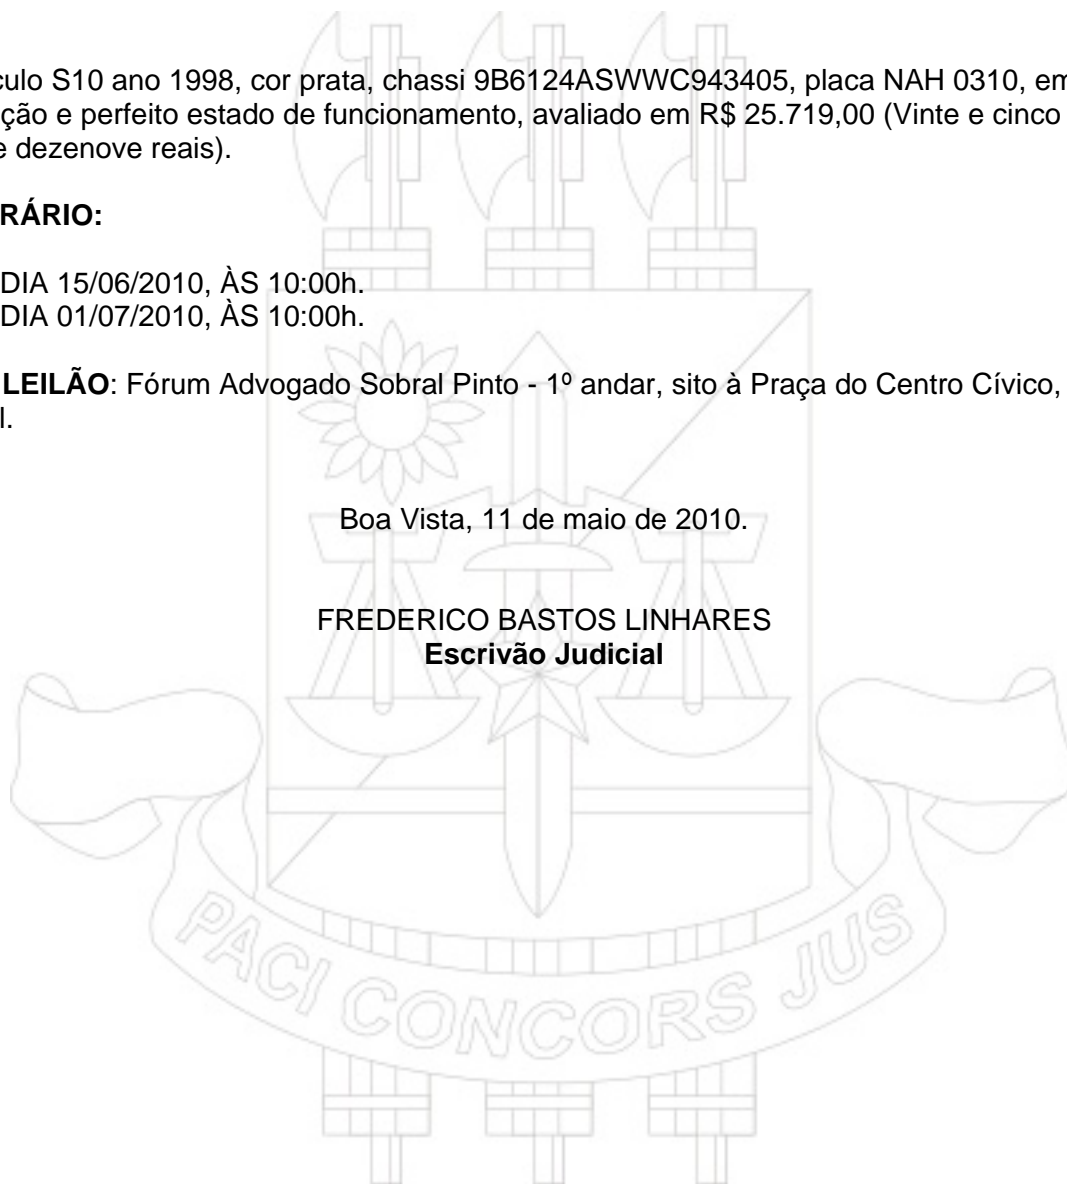 culo S10 ano 1998, cor prata, chassi 9B6124ASWWC943405, placa NAH 0310, em
ção e perfeito estado de funcionamento, avaliado em R$ 25.719,00 (Vinte e cinco
e dezenove reais).
RÁRIO:
DIA 15/06/2010, ÀS 10:00h.
DIA 01/07/2010, ÀS 10:00h.
LEILÃO: Fórum Advogado Sobral Pinto - 1º andar, sito à Praça do Centro Cívico,
l.
Boa Vista, 11 de maio de 2010.
FREDERICO BASTOS LINHARES
Escrivão Judicial
PACI CONCORS JUS